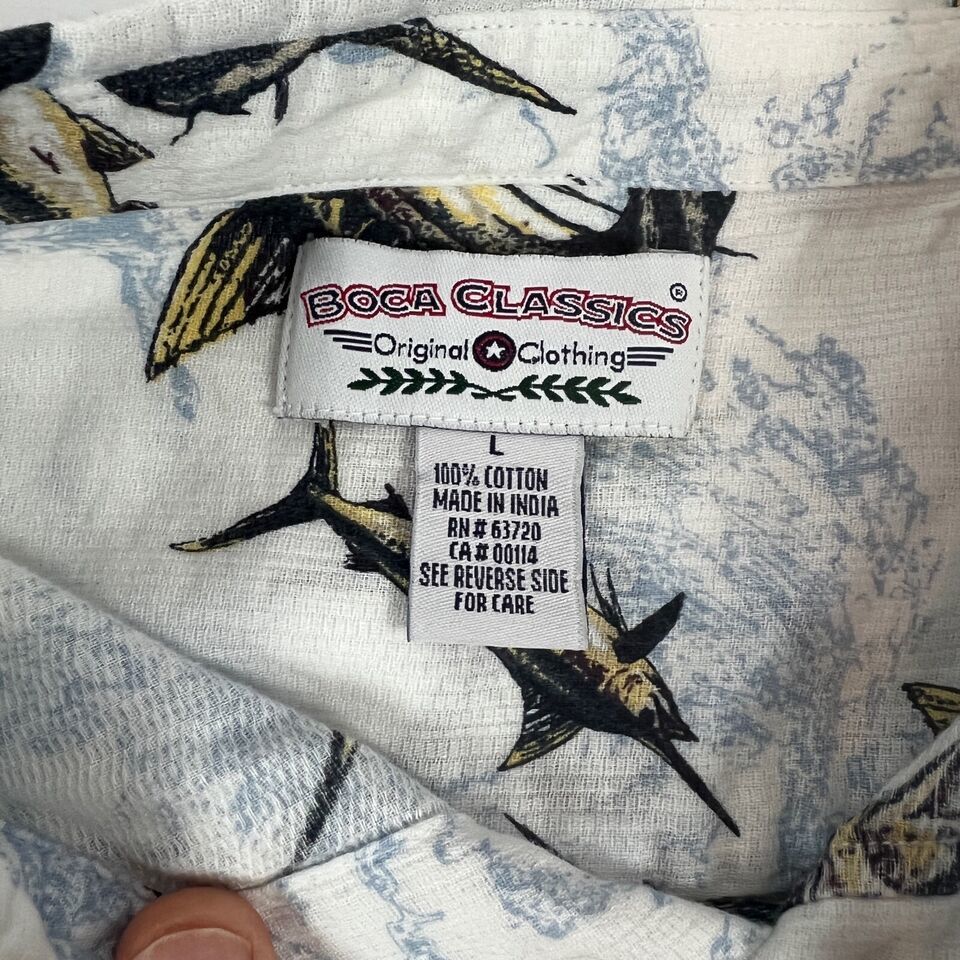 BOCA CLASSICS ®
Original Clothing
L
100% COTTON
MADE IN INDIA
RN# 63720
CA# 00114
SEE REVERSE SIDE
FOR CARE